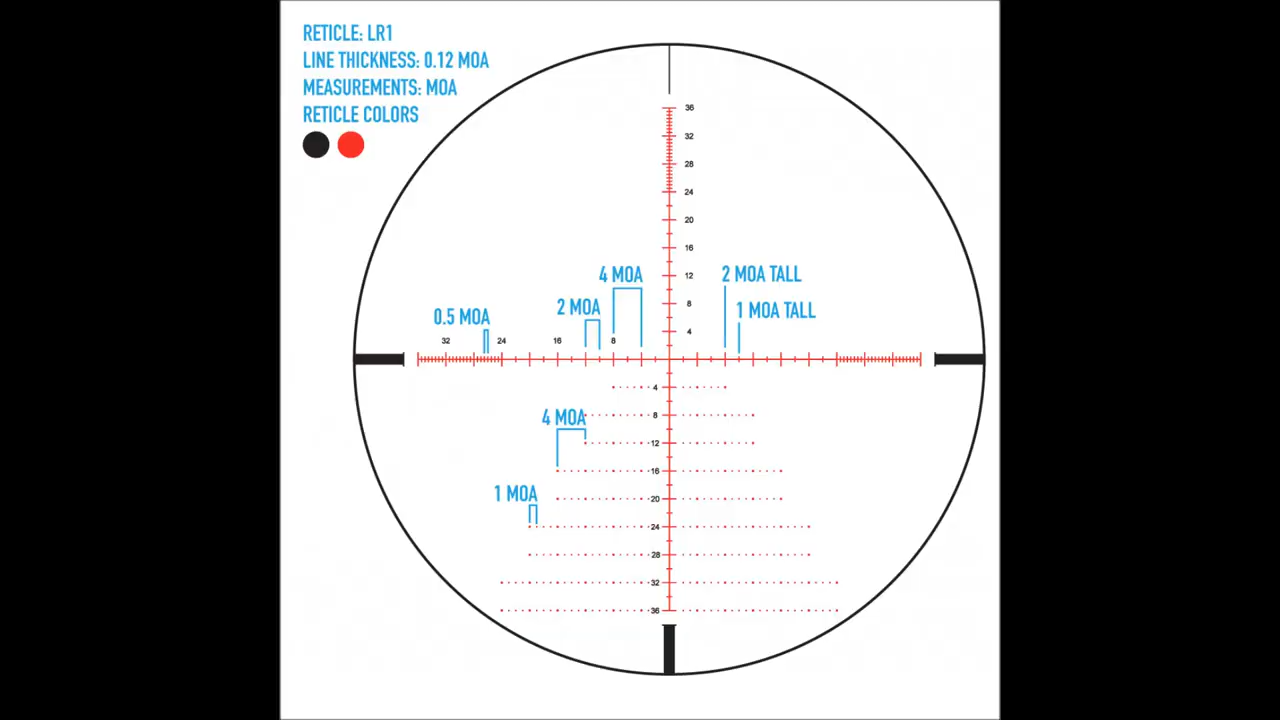 RETICLE: LR1
LINE THICKNESS: 0.12 MOA
MEASUREMENTS: MOA
RETICLE COLORS
36
32
28
24
20
16
4 MOA
12
2 MOA TALL
2 MOA
8
1 MOA TALL
0.5 MOA
4
32
24
16
8
4
4 MOA
8
12
16
1 MOA
20
24
28
32
36